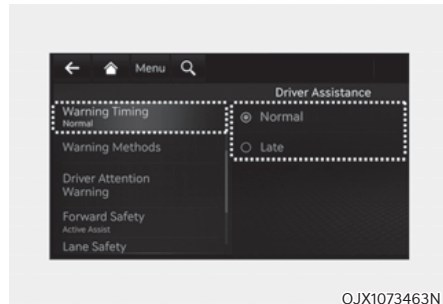 Menu
Driver Assistance
Warning Timing
Normal
Warning Methods
Driver Attention
Warning
Forward Safety
Active Assist
Lane Safety
Normal
Late
OJX1073463N